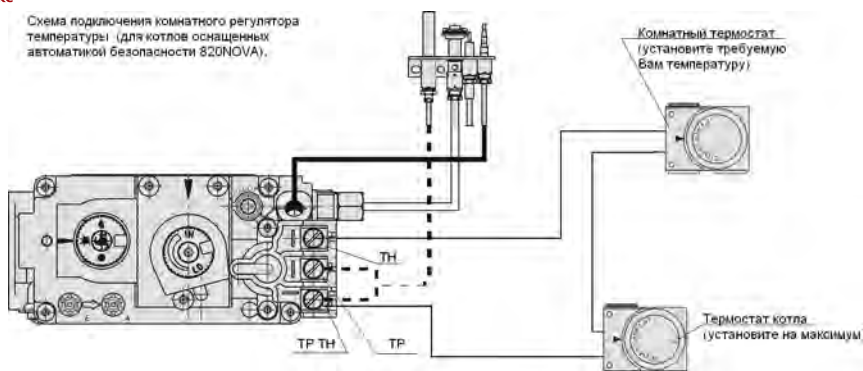 Схема подключения комнатного регулятора
температуры (для котлов оснащенных
автоматикой безопасности 820NOVA).
Комнатный термостат
(установите требуемую
Вам температуру)
TH
TP TH
TP
Термостат котла
(установите на максимум)